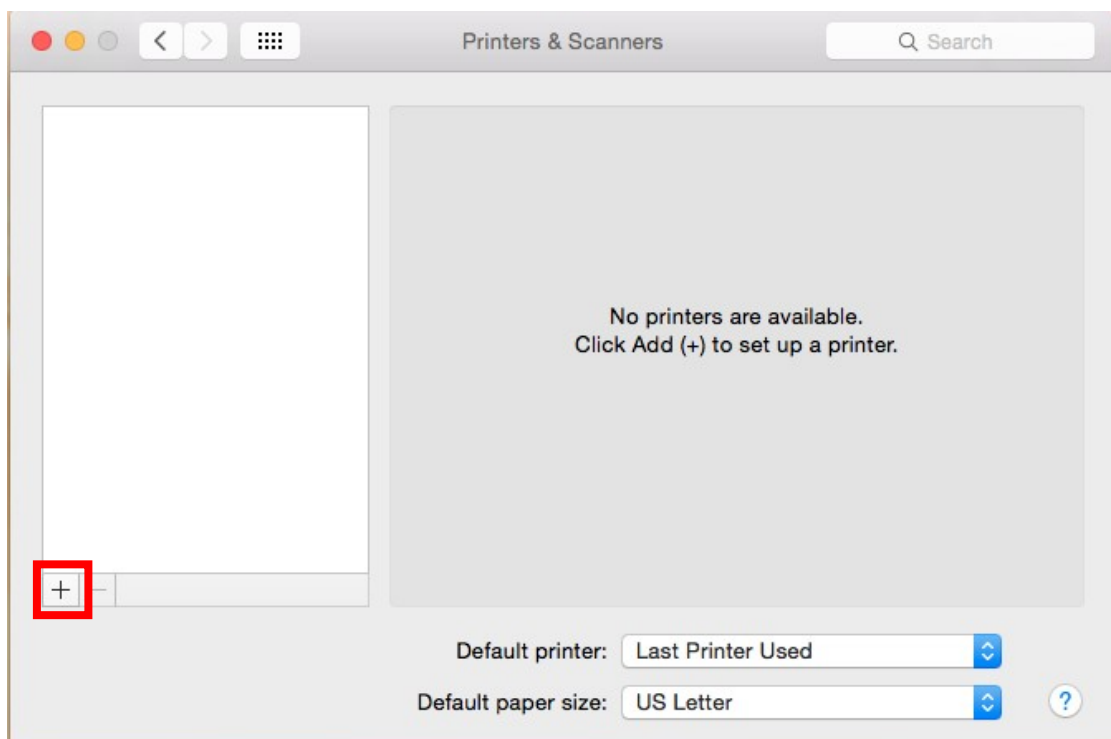 Printers & Scanners
Search
No printers are available.
Click Add (+) to set up a printer.
+ −
Default printer: Last Printer Used
Default paper size: US Letter
?